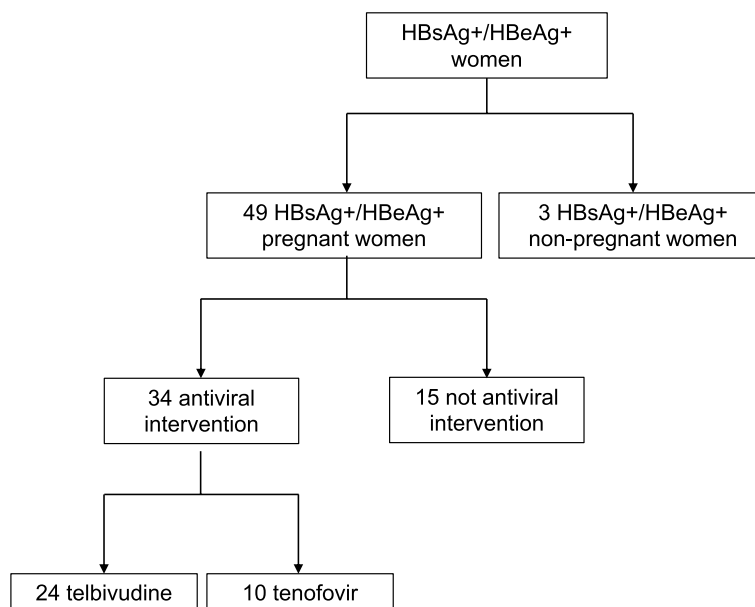 HBsAg+/HBeAg+
women
49 HBsAg+/HBeAg+
pregnant women
3 HBsAg+/HBeAg+
non-pregnant women
34 antiviral
intervention
15 not antiviral
intervention
24 telbivudine
10 tenofovir